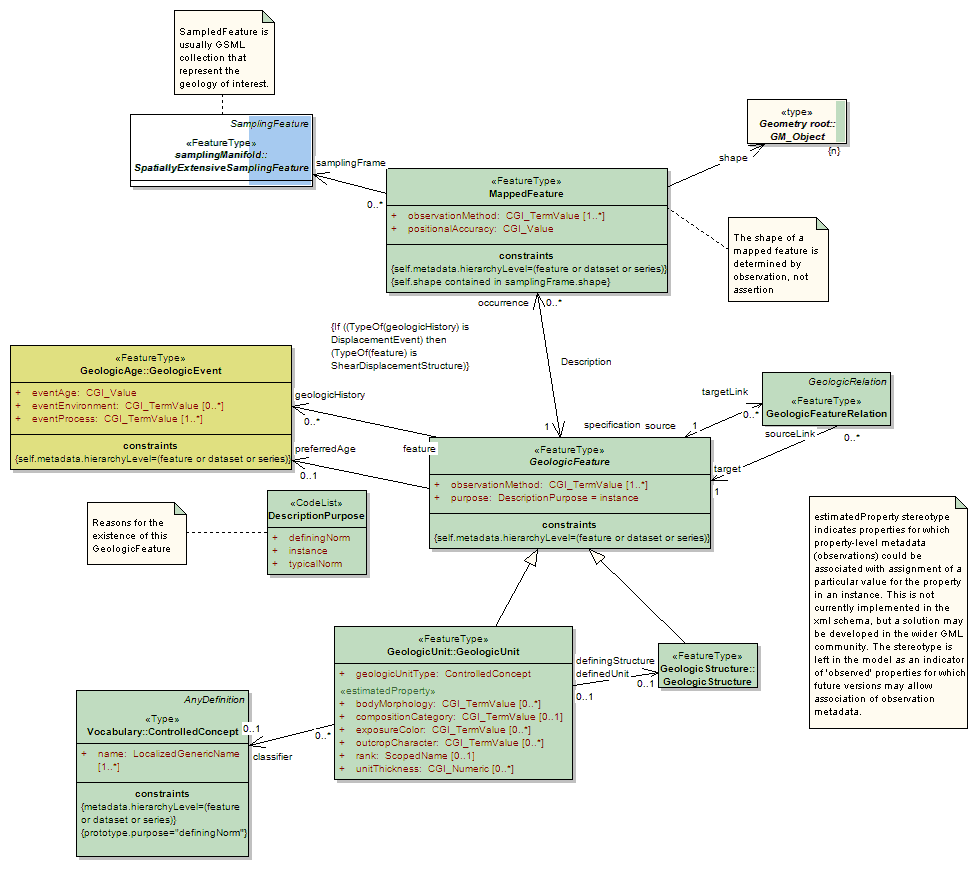 SampledFeature is
usually GSML
collection that
represent the
geology of interest.
SamplingFeature
«FeatureType»
samplingManifold::
SpatiallyExtensiveSamplingFeature
«type»
Geometry root::
GM_Object
{n}
shape
samplingFrame
0..*
«FeatureType»
MappedFeature
+ observationMethod: CGI_TermValue [1..*]
+ positionalAccuracy: CGI_Value
constraints
{self.metadata.hierarchyLevel=(feature or dataset or series)}
{self.shape contained in samplingFrame.shape}
The shape of a
mapped feature is
determined by
observation, not
assertion
occurrence
0..*
{If ((TypeOf(geologicHistory) is
DisplacementEvent) then
(TypeOf(feature) is
ShearDisplacementStructure)}
Description
«FeatureType»
GeologicAge::GeologicEvent
+ eventAge: CGI_Value
+ eventEnvironment: CGI_TermValue [0..*]
+ eventProcess: CGI_TermValue [1..*]
constraints
{self.metadata.hierarchyLevel=(feature or dataset or series)}
geologicHistory
0..*
preferredAge
0..1
feature
1
specification
source
1
targetLink
0..*
GeologicRelation
«FeatureType»
GeologicFeatureRelation
sourceLink
0..*
target
1
«FeatureType»
GeologicFeature
+ observationMethod: CGI_TermValue [1..*]
+ purpose: DescriptionPurpose = instance
constraints
{self.metadata.hierarchyLevel=(feature or dataset or series)}
Reasons for the
existence of this
GeologicFeature
«CodeList»
DescriptionPurpose
+ definingNorm
+ instance
+ typicalNorm
estimatedProperty stereotype
indicates properties for which
property-level metadata
(observations) could be
associated with assignment of a
particular value for the property
in an instance. This is not
currently implemented in the
xml schema, but a solution may
be developed in the wider GML
community. The stereotype is
left in the model as an indicator
of 'observed' properties for which
future versions may allow
association of observation
metadata.
«FeatureType»
GeologicUnit::GeologicUnit
+ geologicUnitType: ControlledConcept
«estimatedProperty»
+ bodyMorphology: CGI_TermValue [0..*]
+ compositionCategory: CGI_TermValue [0..1]
+ exposureColor: CGI_TermValue [0..*]
+ outcropCharacter: CGI_TermValue [0..*]
+ rank: ScopedName [0..1]
+ unitThickness: CGI_Numeric [0..*]
definingStructure
definedUnit
0..1
0..1
«FeatureType»
GeologicStructure::
GeologicStructure
AnyDefinition
«Type»
Vocabulary::ControlledConcept
+ name: LocalizedGenericName
[1..*]
constraints
{metadata.hierarchyLevel=(feature
or dataset or series)}
{prototype.purpose="definingNorm"}
0..1
classifier
0..*